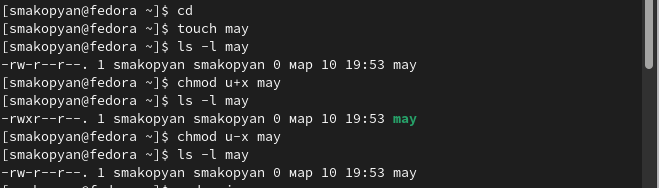 [smakopyan@fedora ~]$ cd
[smakopyan@fedora ~]$ touch may
[smakopyan@fedora ~]$ ls -l may
-rw-r--r--. 1 smakopyan smakopyan 0 мар 10 19:53 may
[smakopyan@fedora ~]$ chmod u+x may
[smakopyan@fedora ~]$ ls -l may
-rwxr--r--. 1 smakopyan smakopyan 0 мар 10 19:53 may
[smakopyan@fedora ~]$ chmod u-x may
[smakopyan@fedora ~]$ ls -l may
-rw-r--r--. 1 smakopyan smakopyan 0 мар 10 19:53 may